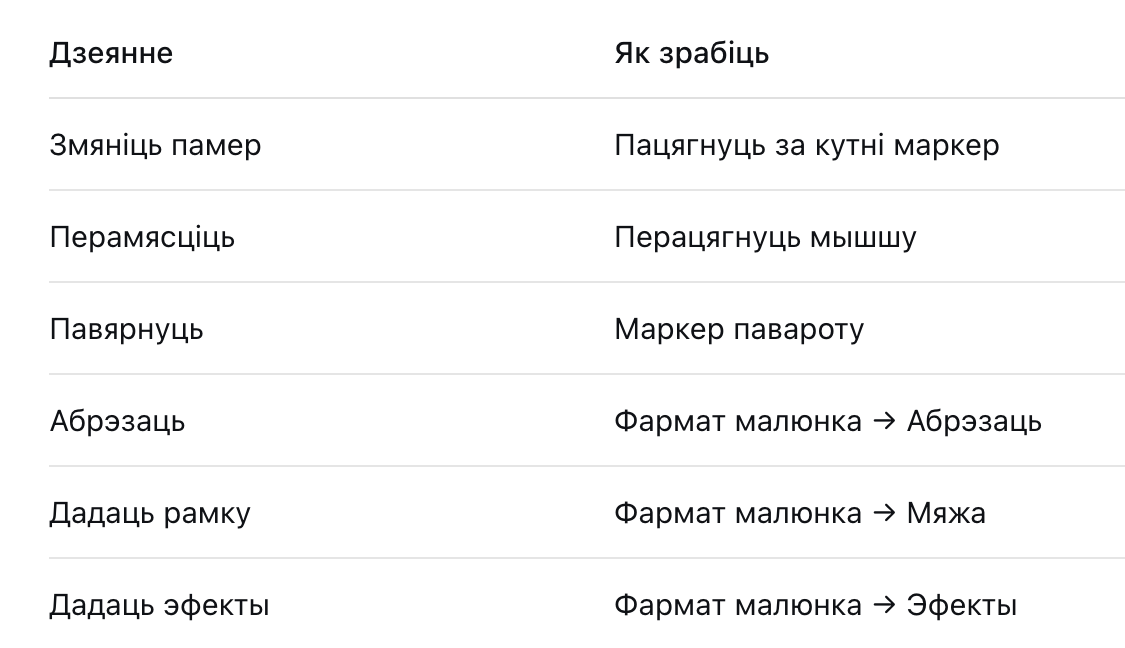 Дзеянне	Як зрабіць
Змяніць памер	Пацягнуць за кутні маркер
Перамясціць	Перацягнуць мышшу
Павярнуць	Маркер павароту
Абрэзаць	Фармат малюнка → Абрэзаць
Дадаць рамку	Фармат малюнка → Мяжа
Дадаць эфекты	Фармат малюнка → Эфекты